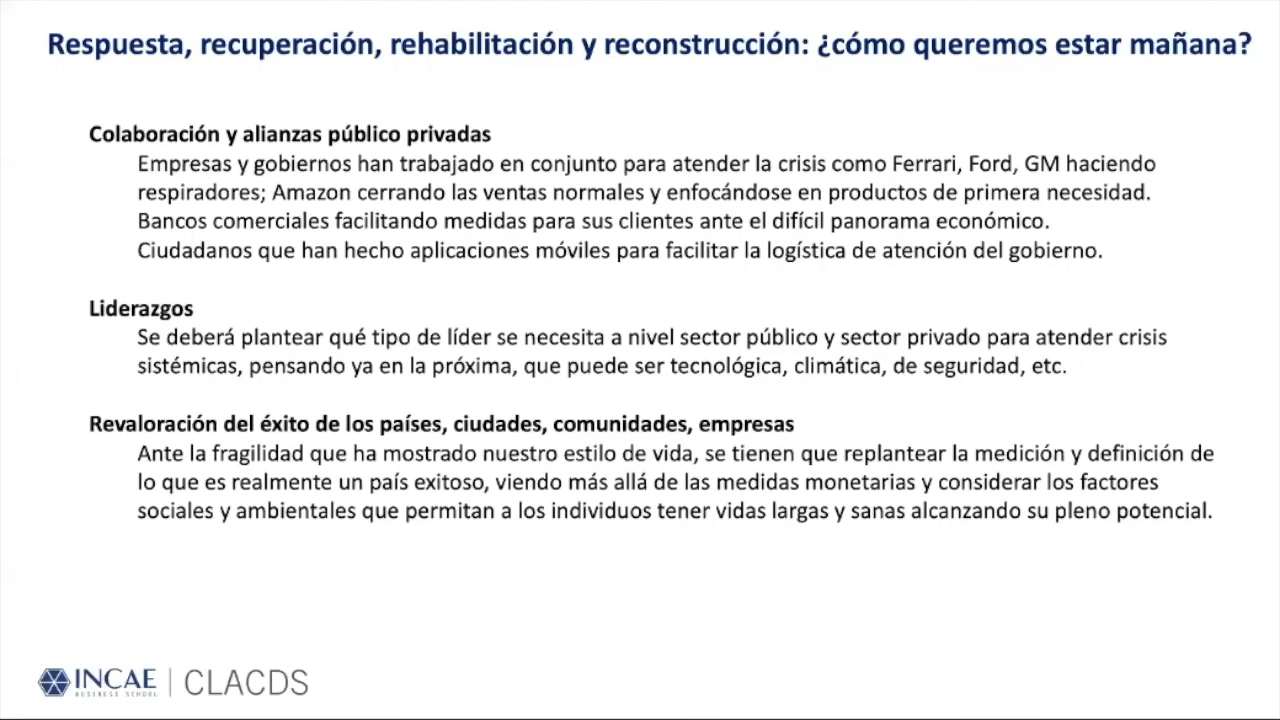 Respuesta, recuperación, rehabilitación y reconstrucción: ¿cómo queremos estar mañana?
Colaboración y alianzas público privadas
Empresas y gobiernos han trabajado en conjunto para atender la crisis como Ferrari, Ford, GM haciendo
respiradores; Amazon cerrando las ventas normales y enfocándose en productos de primera necesidad.
Bancos comerciales facilitando medidas para sus clientes ante el difícil panorama económico.
Ciudadanos que han hecho aplicaciones móviles para facilitar la logística de atención del gobierno.
Liderazgos
Se deberá plantear qué tipo de líder se necesita a nivel sector público y sector privado para atender crisis
sistémicas, pensando ya en la próxima, que puede ser tecnológica, climática, de seguridad, etc.
Revaloración del éxito de los países, ciudades, comunidades, empresas
Ante la fragilidad que ha mostrado nuestro estilo de vida, se tienen que replantear la medición y definición de
lo que es realmente un país exitoso, viendo más allá de las medidas monetarias y considerar los factores
sociales y ambientales que permitan a los individuos tener vidas largas y sanas alcanzando su pleno potencial.
INCAE | CLACDS
BUSINESS SCHOOL